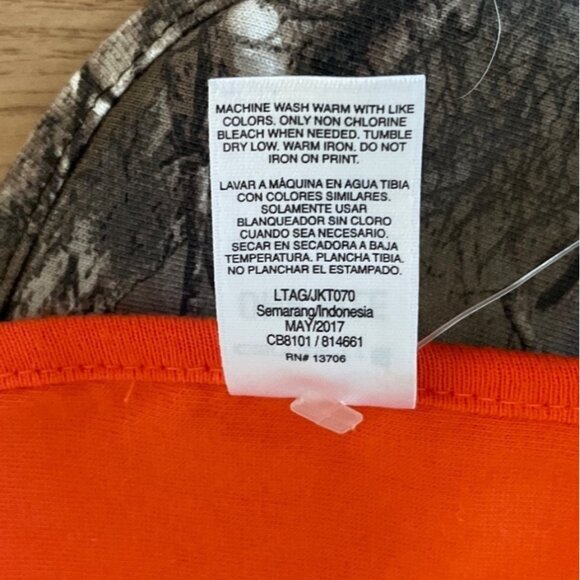 MACHINE WASH WARM WITH LIKE
COLORS. ONLY NON CHLORINE
BLEACH WHEN NEEDED. TUMBLE
DRY LOW. WARM IRON. DO NOT
IRON ON PRINT.
LAVAR A MÁQUINA EN AGUA TIBIA
CON COLORES SIMILARES.
SOLAMENTE USAR
BLANQUEADOR SIN CLORO
CUANDO SEA NECESARIO.
SECAR EN SECADORA A BAJA
TEMPERATURA. PLANCHA TIBIA.
NO PLANCHAR EL ESTAMPADO.
LTAG/JKT070
Semarang/Indonesia
MAY/2017
CB8101 / 814661
RN# 13706